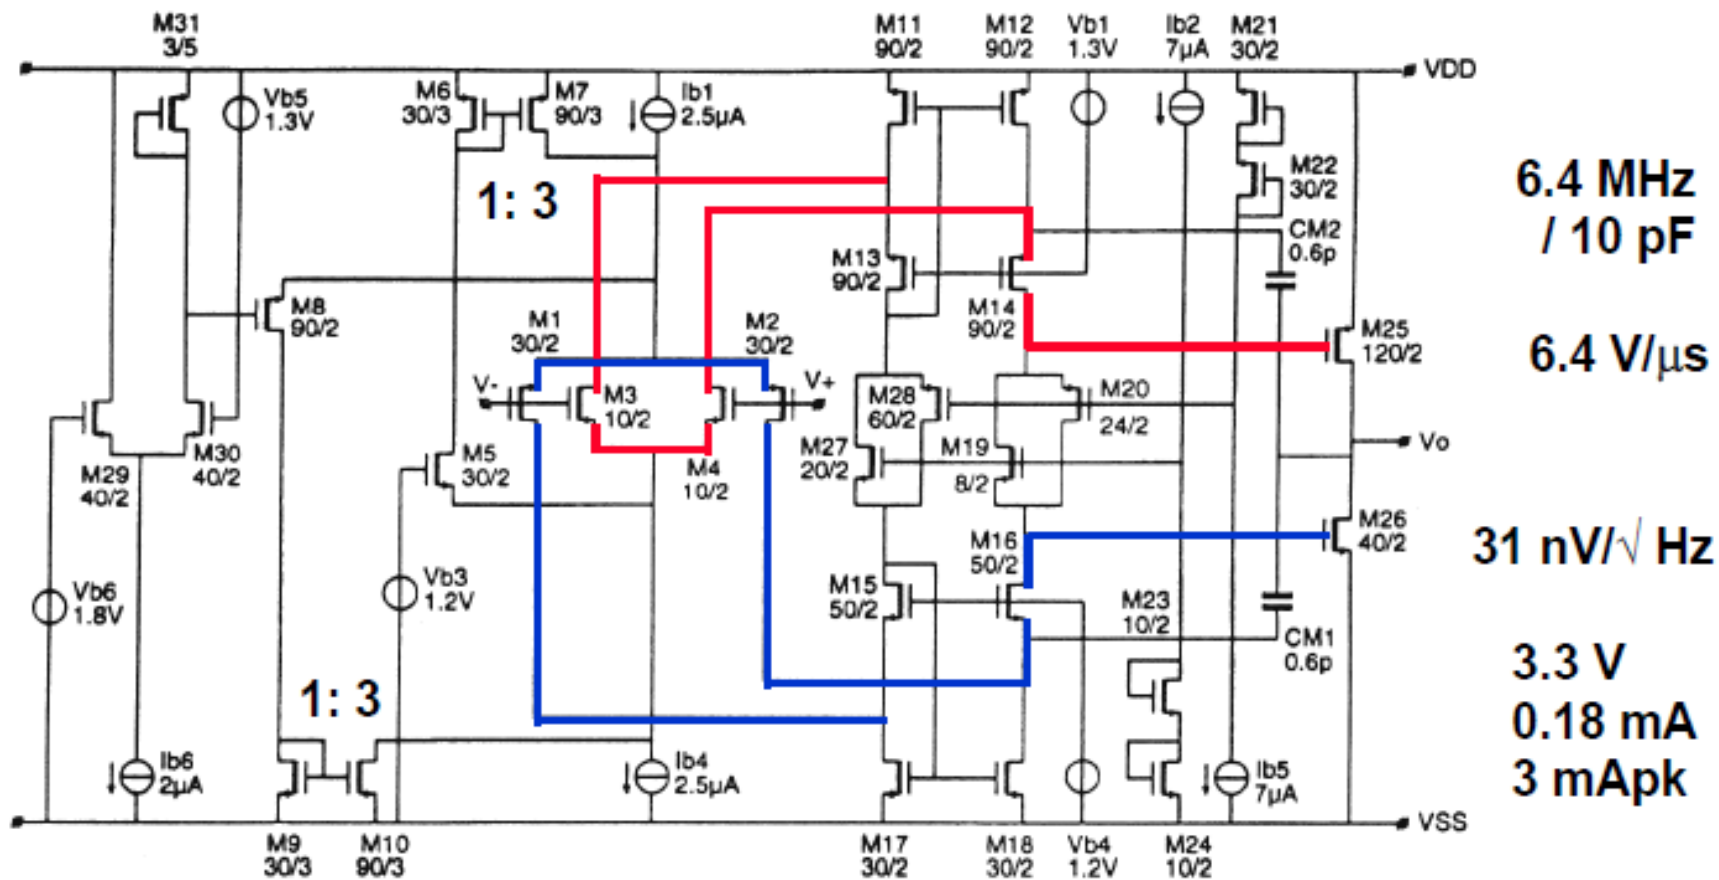 M31
3/5
M11
90/2
M12
90/2
Vb1
1.3V
Ib2
7μA
M21
30/2
VDD
Vb5
1.3V
M6
30/3
M7
90/3
Ib1
2.5μA
M22
30/2
6.4 MHz
/ 10 pF
1: 3
CM2
0.6p
M13
90/2
M8
90/2
M1
30/2
M2
30/2
M14
90/2
M25
120/2
6.4 V/μs
V-
V+
M3
10/2
M28
60/2
M20
24/2
Vo
M29
40/2
M30
40/2
M5
30/2
M4
10/2
M27
20/2
M19
8/2
M16
50/2
M26
40/2
31 nV/√ Hz
Vb6
1.8V
Vb3
1.2V
M15
50/2
M23
10/2
CM1
0.6p
1: 3
3.3 V
0.18 mA
3 mApk
Ib6
2μA
Ib4
2.5μA
Ib5
7μA
VSS
M9
30/3
M10
90/3
M17
30/2
M18
30/2
Vb4
1.2V
M24
10/2